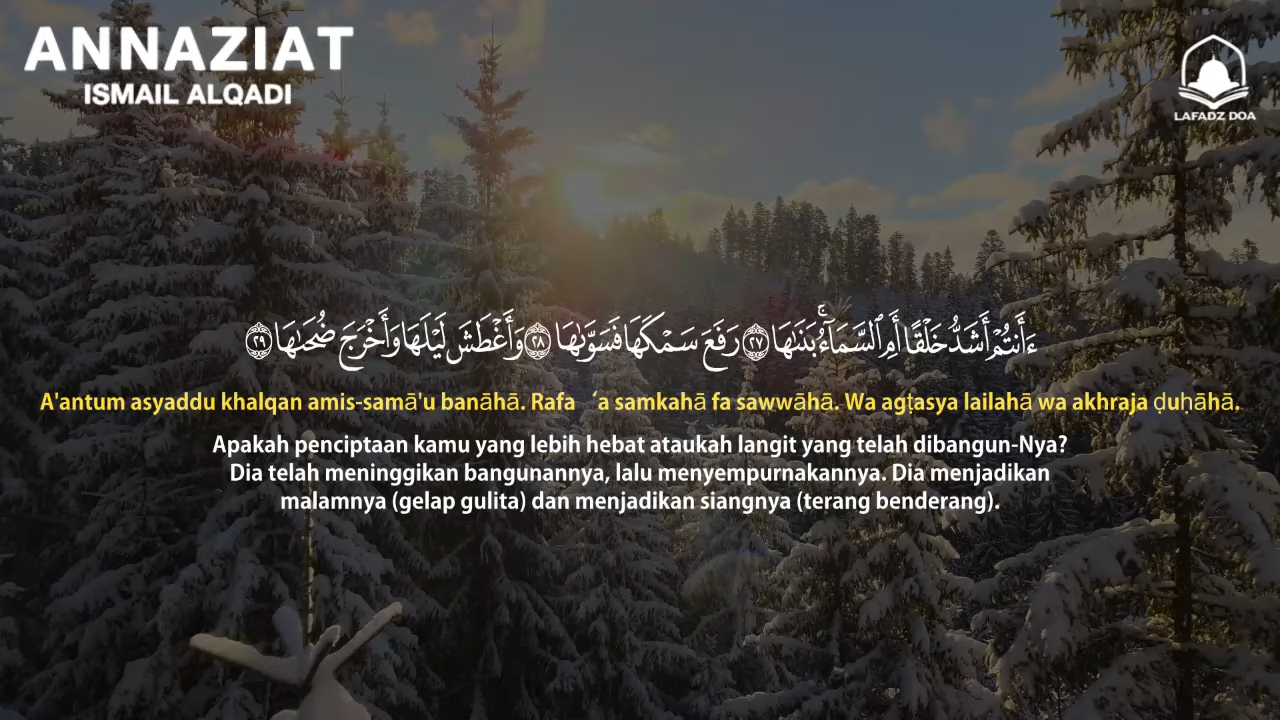 ANNAZIAT
ISMAIL ALQADI
LAFADZ DOA
ءَأَنتُمْ أَشَدُّ خَلْقًا أَمِ ٱلسَّمَآءُ ۚ بَنَىٰهَا ٢٧ رَفَعَ سَمْكَهَا فَسَوَّىٰهَا ٢٨ وَأَغْطَشَ لَيْلَهَا وَأَخْرَجَ ضُحَىٰهَا ٢٩
A'antum asyaddu khalqan amis-samā'u banāhā. Rafa ‘a samkahā fa sawwāhā. Wa agṭasya lailahā wa akhraja ḍuḥāhā.
Apakah penciptaan kamu yang lebih hebat ataukah langit yang telah dibangun-Nya?
Dia telah meninggikan bangunannya, lalu menyempurnakannya. Dia menjadikan
malamnya (gelap gulita) dan menjadikan siangnya (terang benderang).